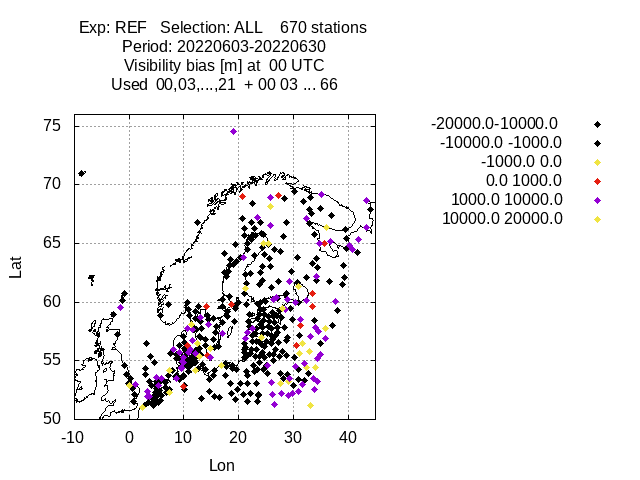 Exp: REF   Selection: ALL    670 stations
Period: 20220603-20220630
Visibility bias [m] at  00 UTC
Used  00,03,...,21  + 00 03 ... 66
-20000.0-10000.0
-10000.0 -1000.0
-1000.0 0.0
0.0 1000.0
1000.0 10000.0
10000.0 20000.0
75
70
65
60
55
50
Lat
-10 0 10 20 30 40
Lon